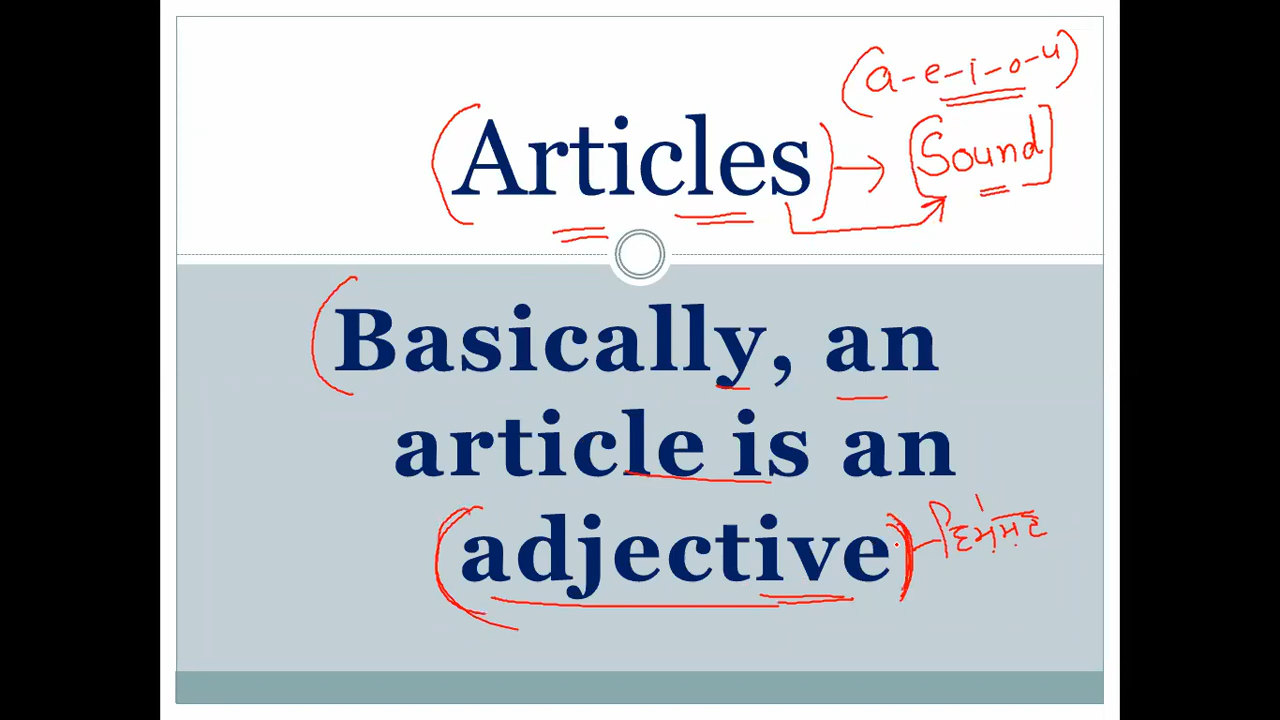 (a-e-i-o-u)
(Articles) → [Sound]
(Basically, an
article is an
(adjective) - ਵਿਸ਼ੇਸ਼ਣ